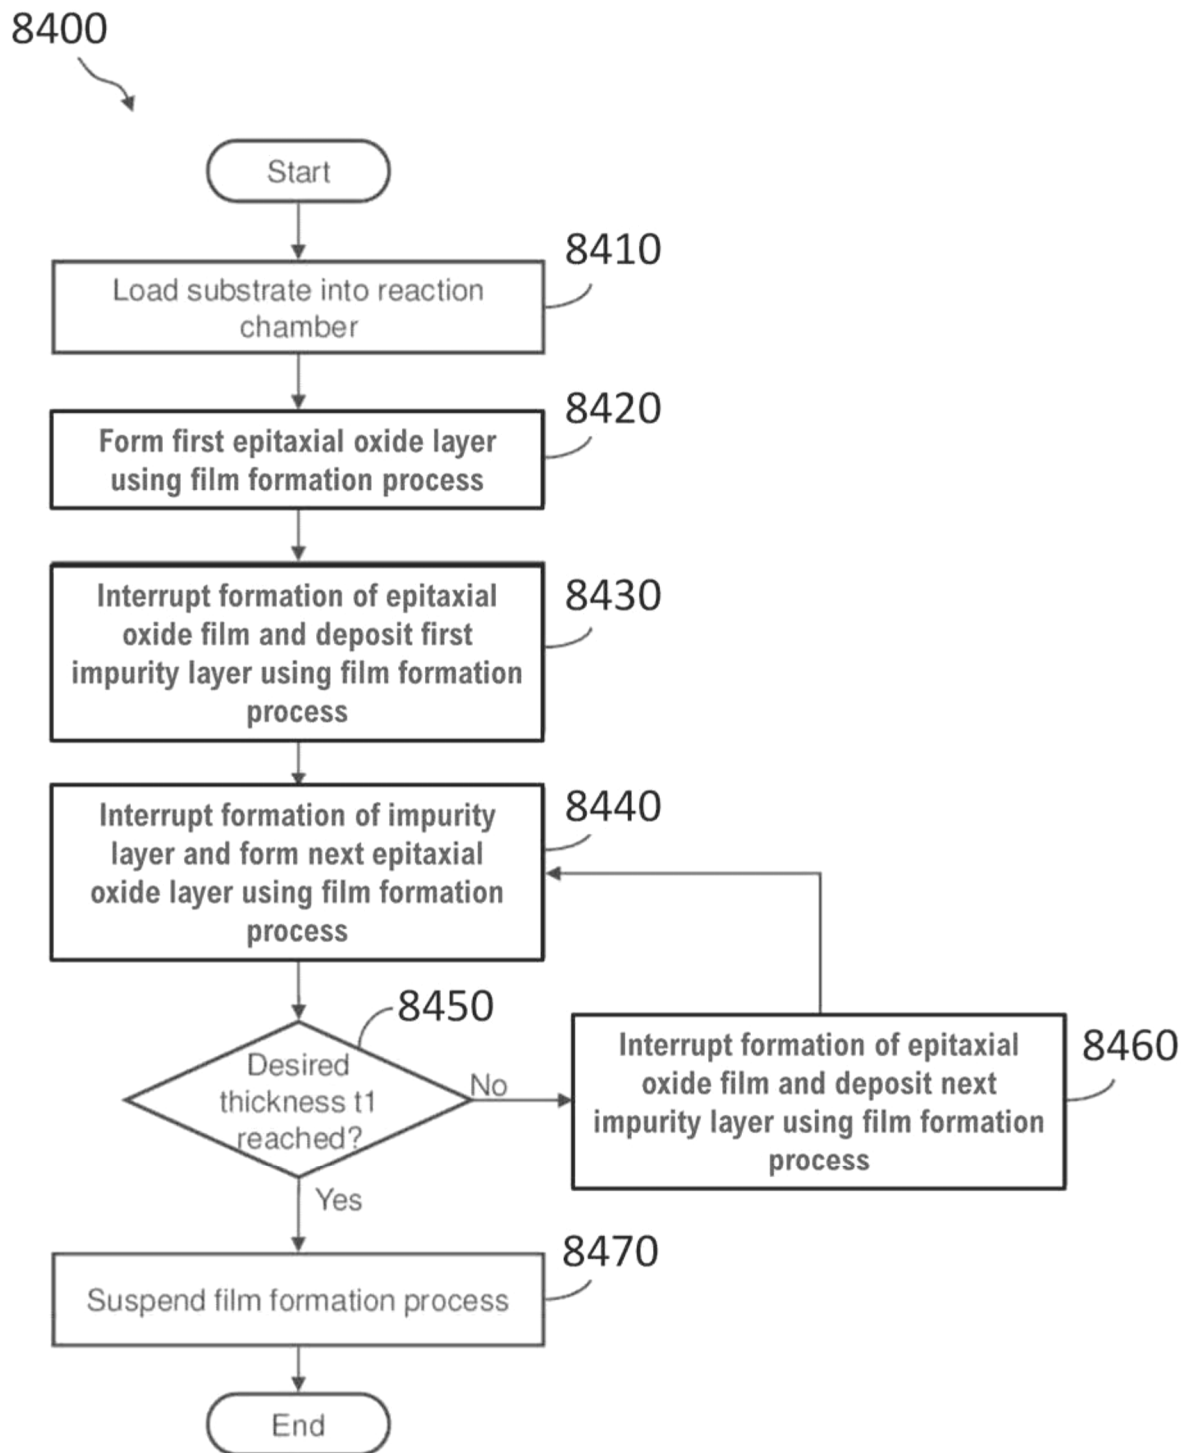 8400
Start
8410
Load substrate into reaction
chamber
8420
Form first epitaxial oxide layer
using film formation process
8430
Interrupt formation of epitaxial
oxide film and deposit first
impurity layer using film formation
process
8440
Interrupt formation of impurity
layer and form next epitaxial
oxide layer using film formation
process
8450
Desired
thickness t1
reached?
No
8460
Interrupt formation of epitaxial
oxide film and deposit next
impurity layer using film formation
process
Yes
8470
Suspend film formation process
End